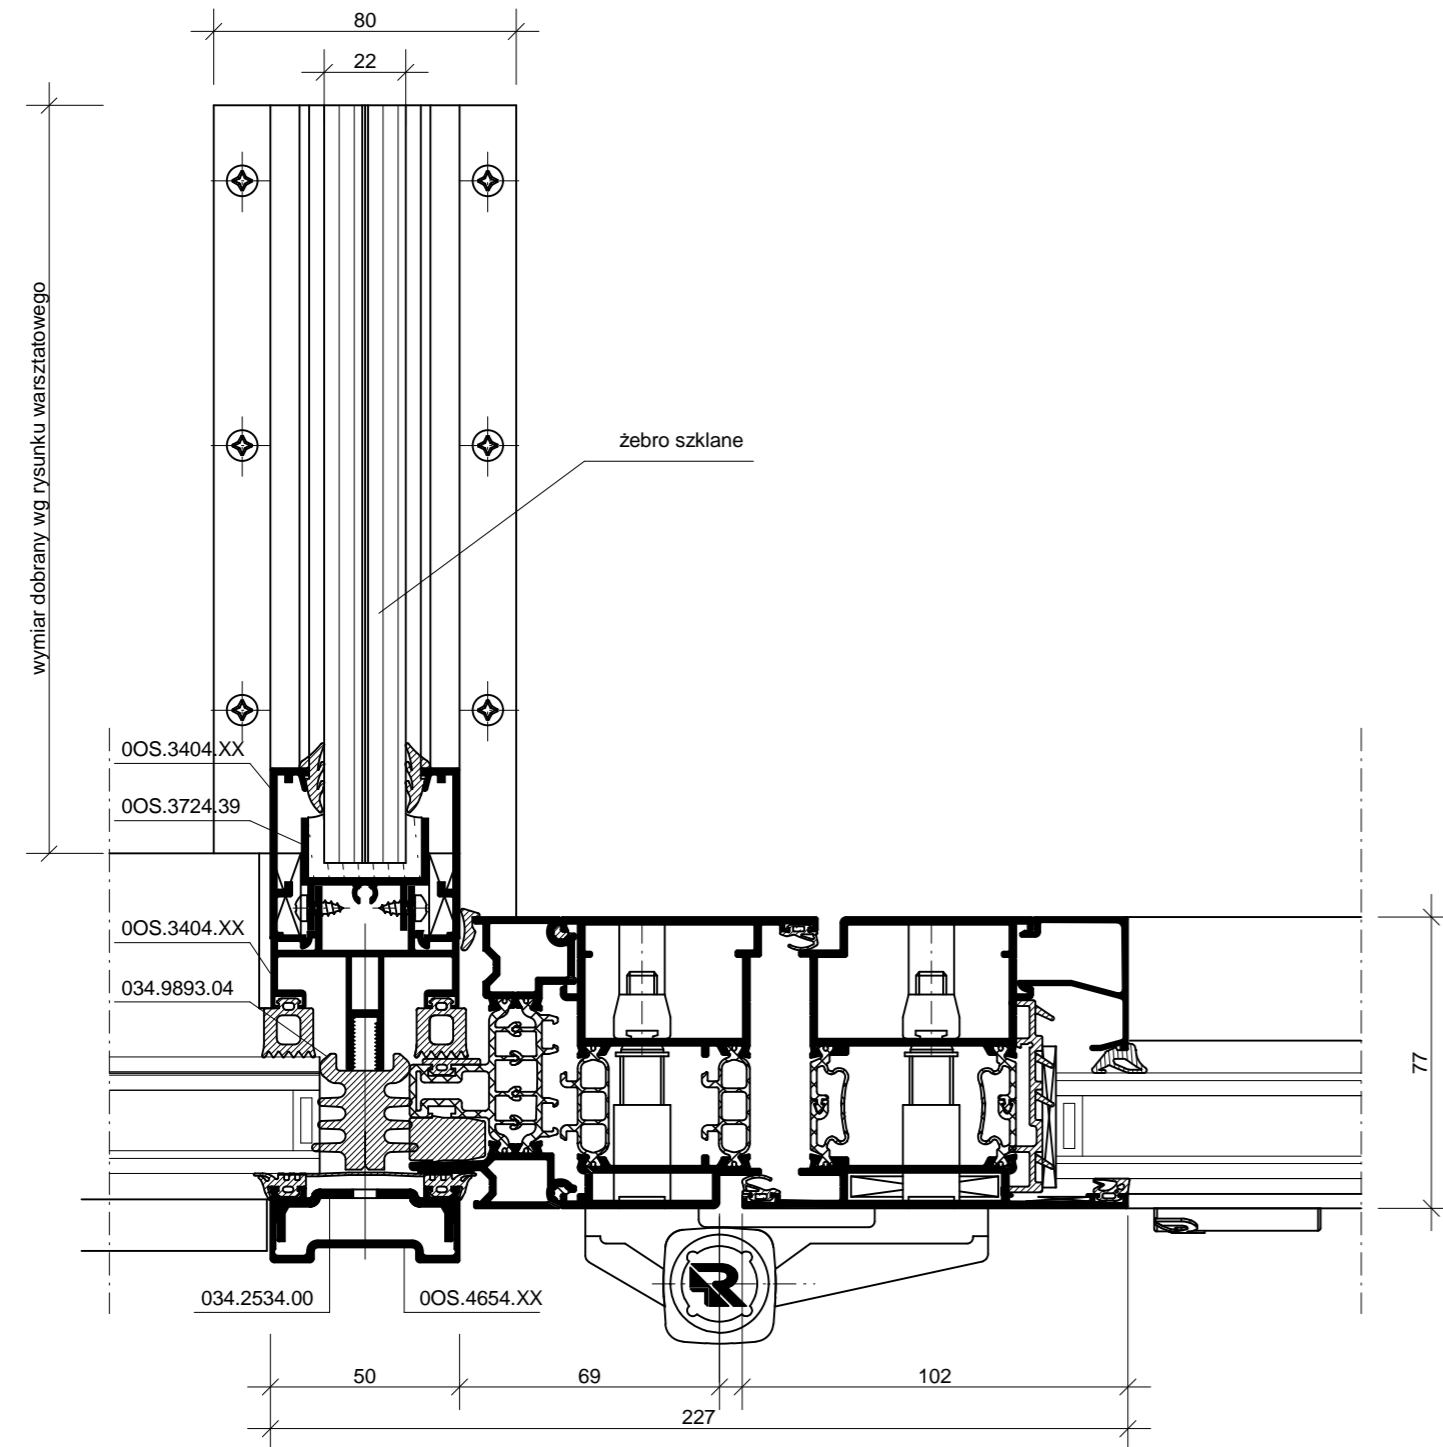 80
22
wymiar dobrany wg rysunku warsztatowego
żebro szklane
0OS.3404.XX
0OS.3724.39
0OS.3404.XX
034.9893.04
77
034.2534.00
0OS.4654.XX
50
69
102
227